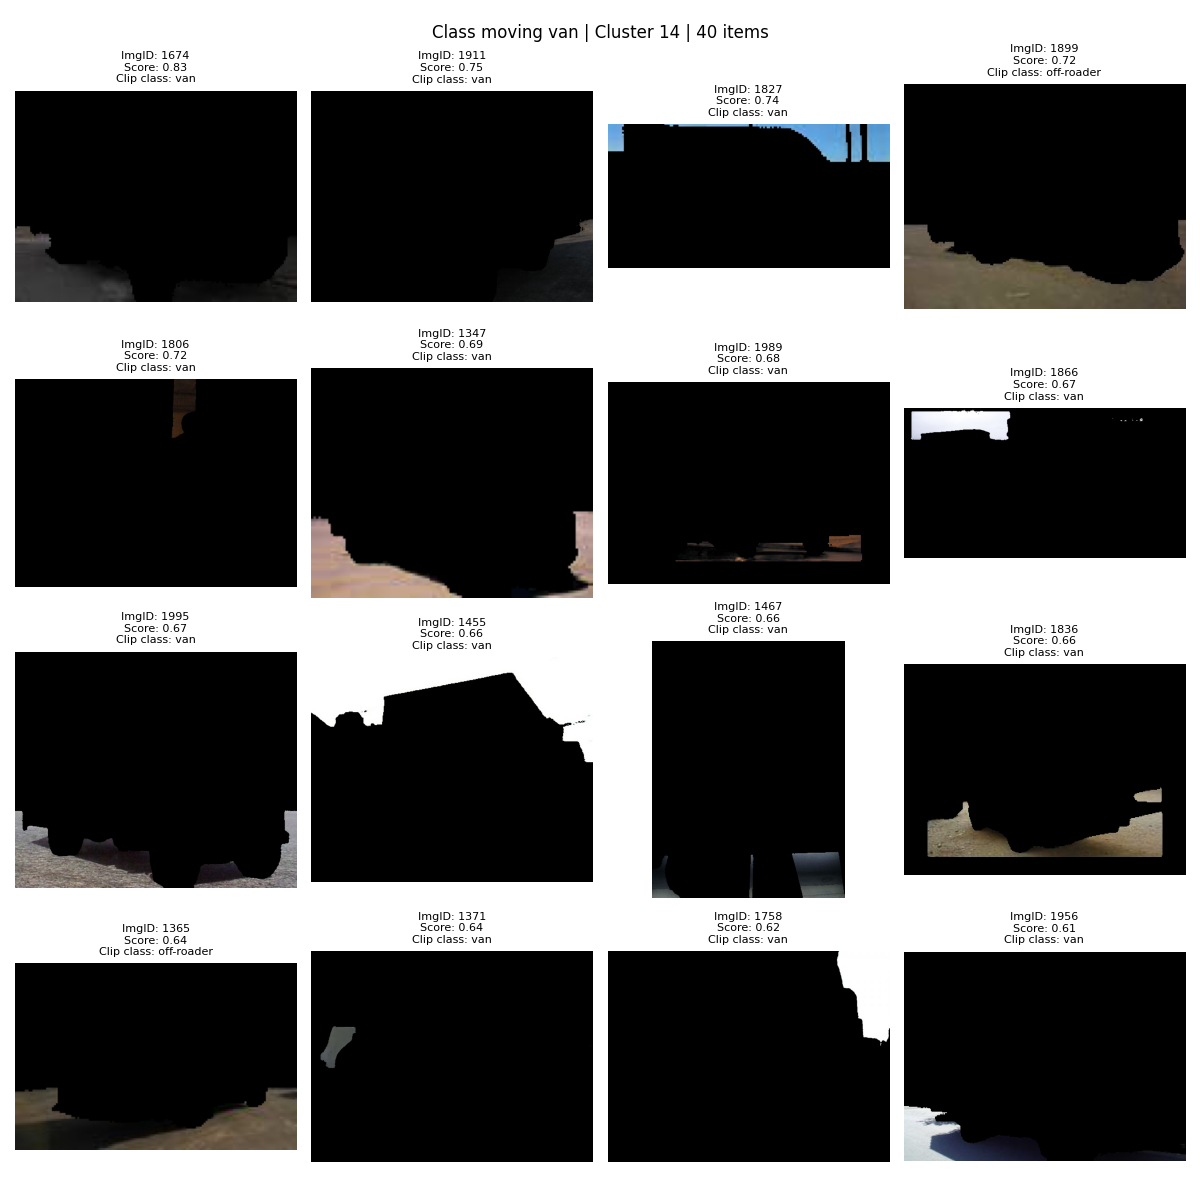 Class moving van | Cluster 14 | 40 items
ImgID: 1674
Score: 0.83
Clip class: van
ImgID: 1911
Score: 0.75
Clip class: van
ImgID: 1827
Score: 0.74
Clip class: van
ImgID: 1899
Score: 0.72
Clip class: off-roader
ImgID: 1806
Score: 0.72
Clip class: van
ImgID: 1347
Score: 0.69
Clip class: van
ImgID: 1989
Score: 0.68
Clip class: van
ImgID: 1866
Score: 0.67
Clip class: van
ImgID: 1995
Score: 0.67
Clip class: van
ImgID: 1455
Score: 0.66
Clip class: van
ImgID: 1467
Score: 0.66
Clip class: van
ImgID: 1836
Score: 0.66
Clip class: van
ImgID: 1365
Score: 0.64
Clip class: off-roader
ImgID: 1371
Score: 0.64
Clip class: van
ImgID: 1758
Score: 0.62
Clip class: van
ImgID: 1956
Score: 0.61
Clip class: van